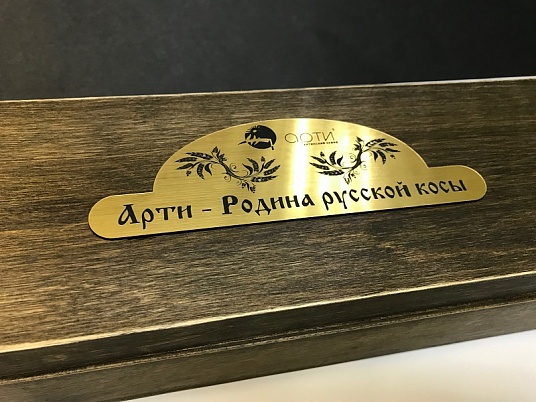 арти
Арти - Родина русской косы